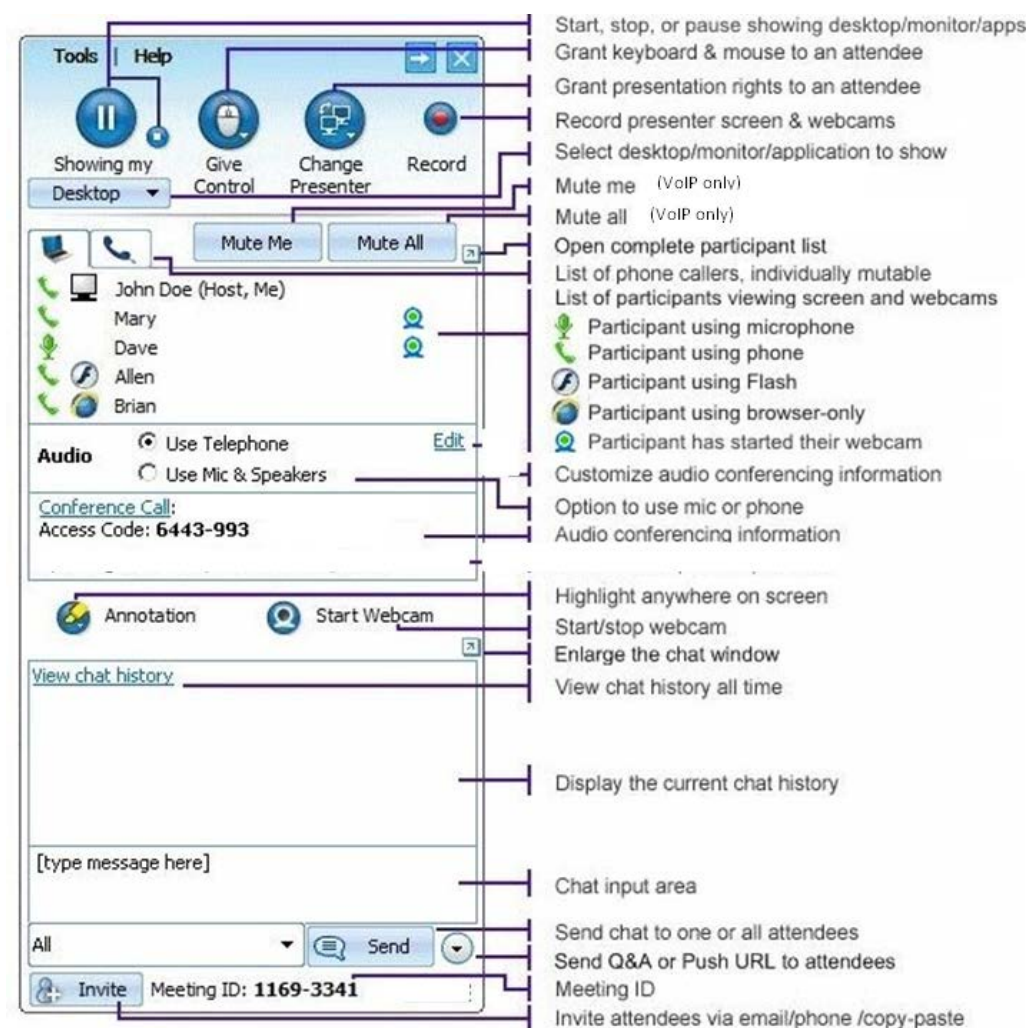 Start, stop, or pause showing desktop/monitor/apps
Tools | Help
Grant keyboard & mouse to an attendee
Grant presentation rights to an attendee
Record presenter screen & webcams
Showing my
Give Control
Change Presenter
Record
Select desktop/monitor/application to show
Desktop
Mute me (VoIP only)
Mute all (VoIP only)
Mute Me
Mute All
Open complete participant list
List of phone callers, individually mutable
List of participants viewing screen and webcams
John Doe (Host, Me)
Mary
Dave
Allen
Brian
Participant using microphone
Participant using phone
Participant using Flash
Participant using browser-only
Participant has started their webcam
Audio
Use Telephone
Edit
Use Mic & Speakers
Customize audio conferencing information
Option to use mic or phone
Conference Call:
Access Code: 6443-993
Audio conferencing information
Annotation
Start Webcam
Highlight anywhere on screen
Start/stop webcam
Enlarge the chat window
View chat history
View chat history all time
Display the current chat history
[type message here]
Chat input area
All
Send
Send chat to one or all attendees
Send Q&A or Push URL to attendees
Invite
Meeting ID: 1169-3341
Meeting ID
Invite attendees via email/phone /copy-paste